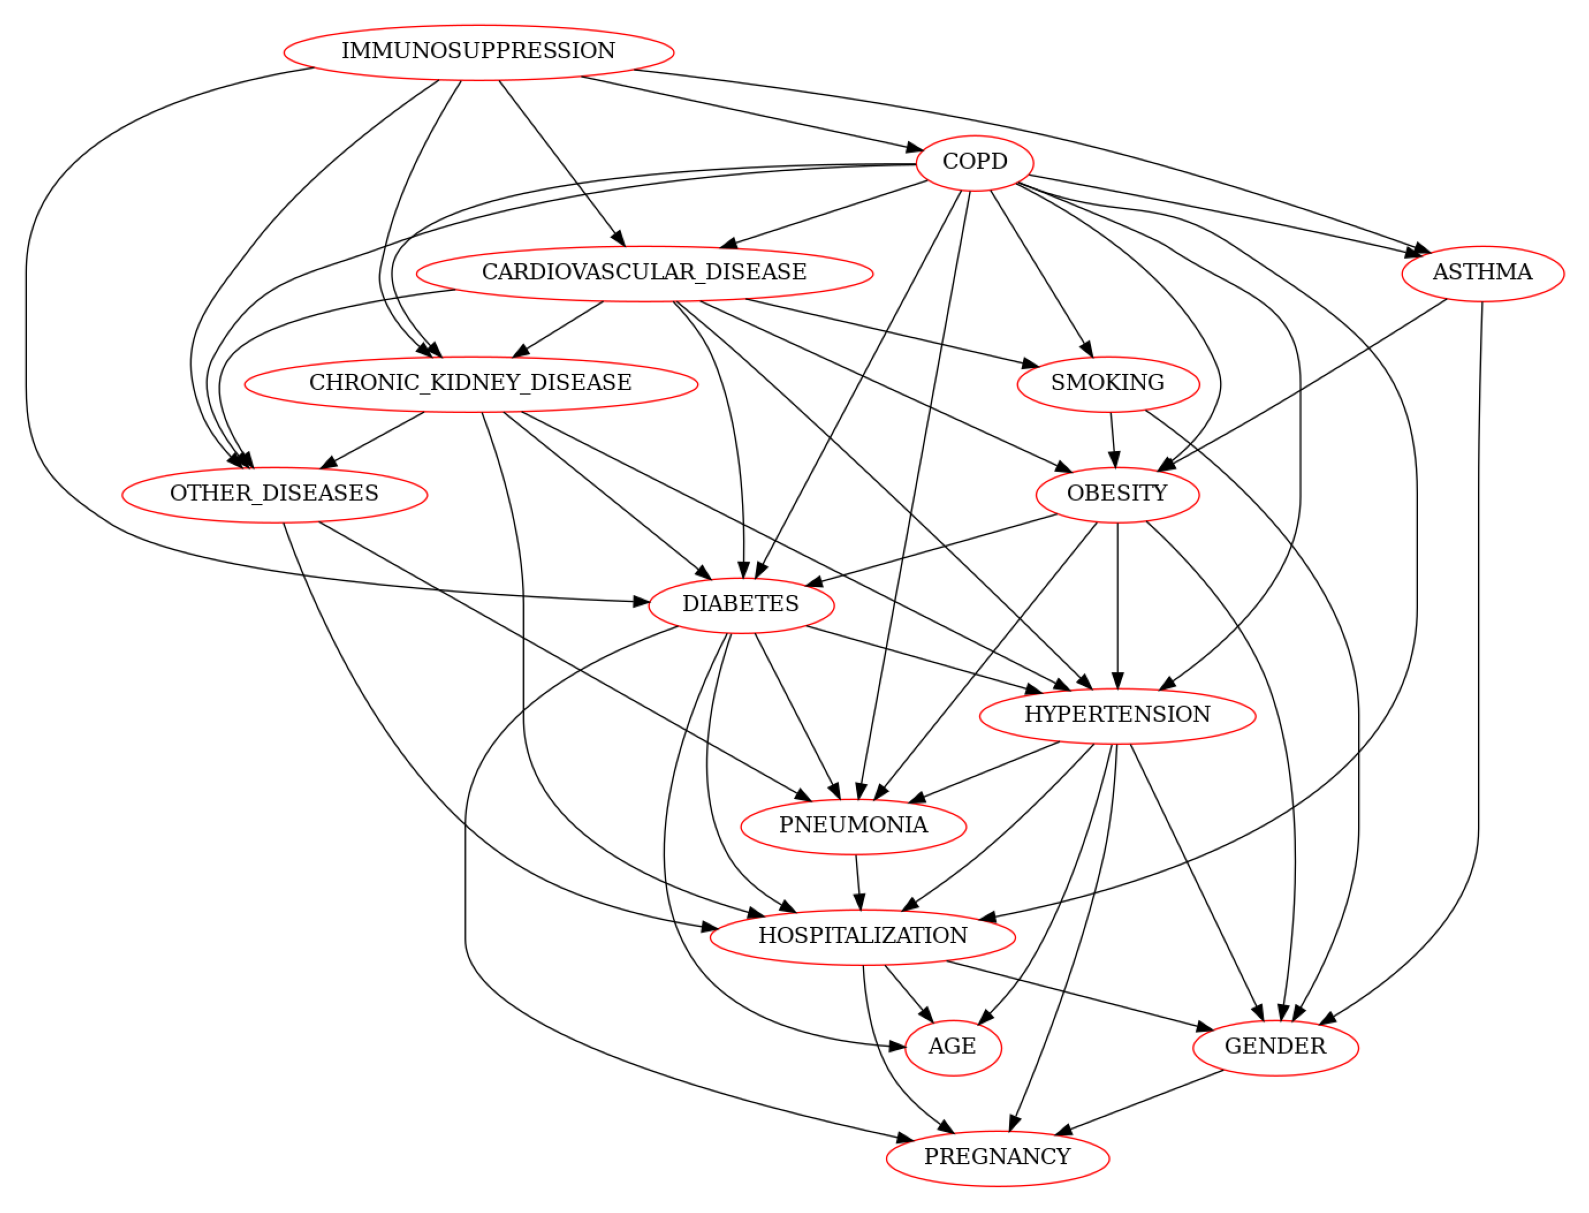 IMMUNOSUPPRESSION
COPD
CARDIOVASCULAR_DISEASE
ASTHMA
CHRONIC_KIDNEY_DISEASE
SMOKING
OTHER_DISEASES
OBESITY
DIABETES
HYPERTENSION
PNEUMONIA
HOSPITALIZATION
AGE
GENDER
PREGNANCY